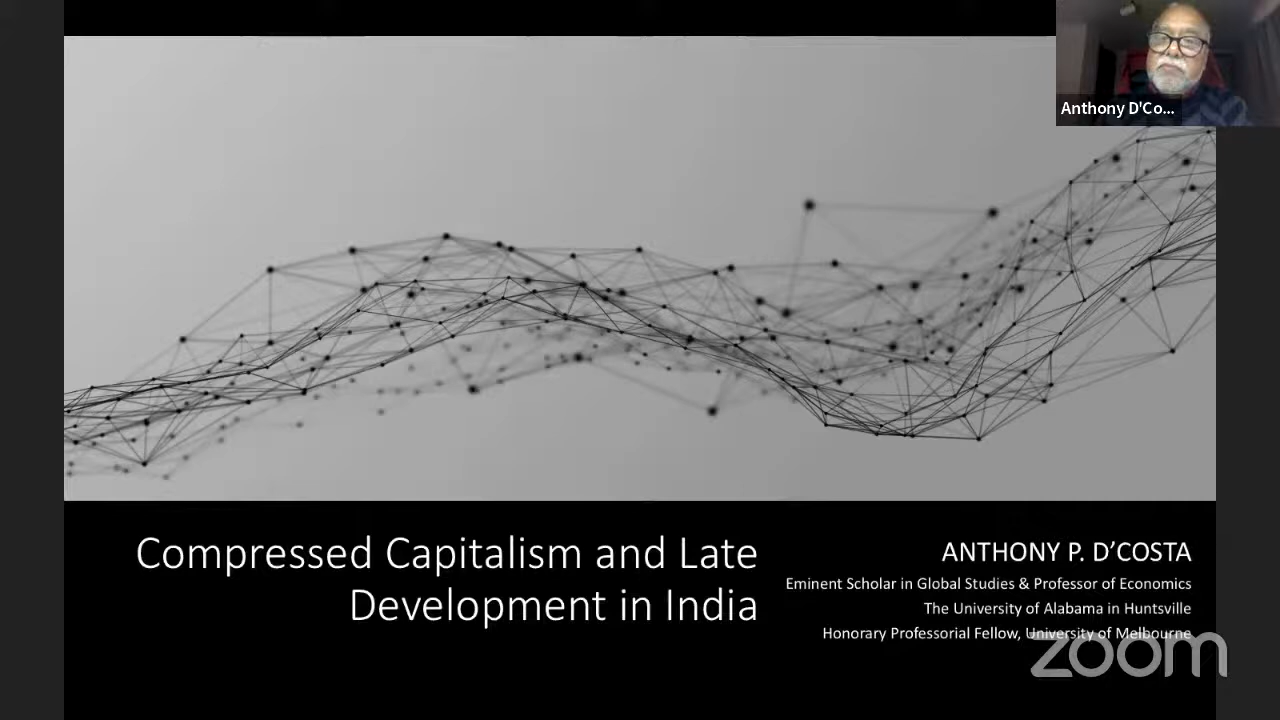 Anthony D'Co...
Compressed Capitalism and Late
Development in India
ANTHONY P. D’COSTA
Eminent Scholar in Global Studies & Professor of Economics
The University of Alabama in Huntsville
Honorary Professorial Fellow, University of Melbourne
zoom